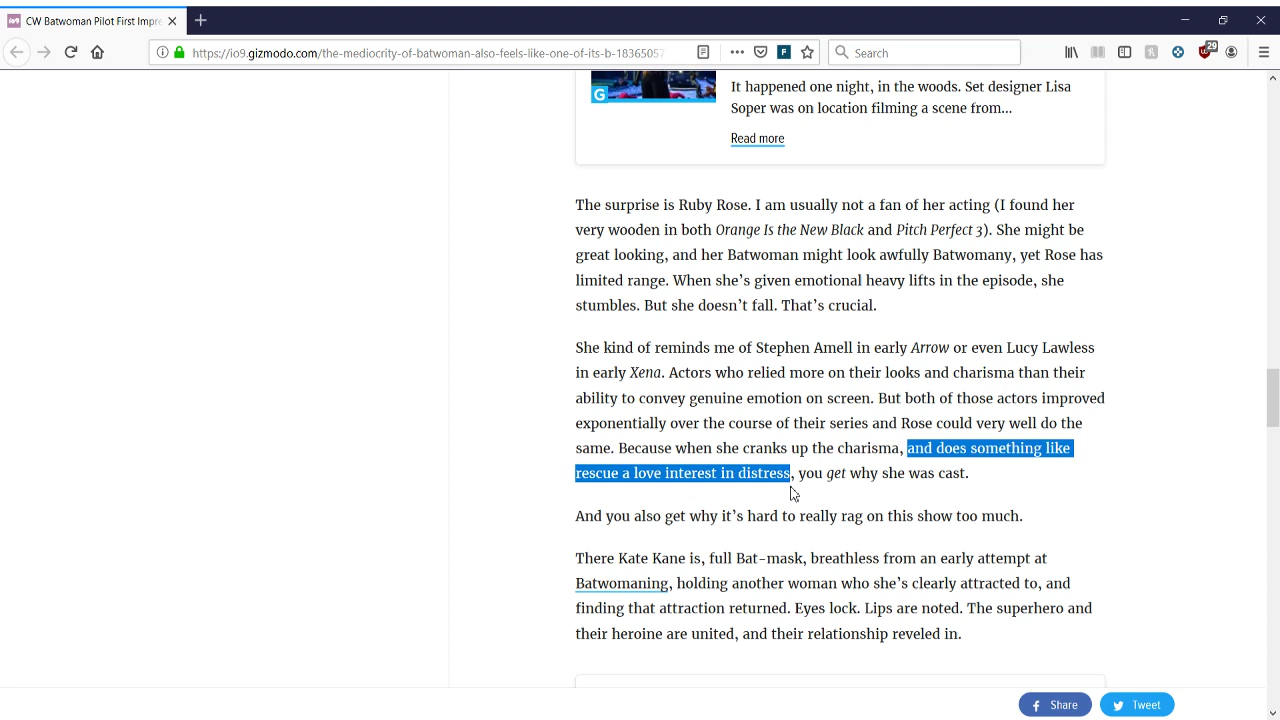 CW Batwoman Pilot First Impre
https://io9.gizmodo.com/the-mediocrity-of-batwoman-also-feels-like-one-of-its-b-18365057
F
Search
29
G
It happened one night, in the woods. Set designer Lisa
Soper was on location filming a scene from...
Read more
The surprise is Ruby Rose. I am usually not a fan of her acting (I found her
very wooden in both Orange Is the New Black and Pitch Perfect 3). She might be
great looking, and her Batwoman might look awfully Batwomany, yet Rose has
limited range. When she’s given emotional heavy lifts in the episode, she
stumbles. But she doesn’t fall. That’s crucial.
She kind of reminds me of Stephen Amell in early Arrow or even Lucy Lawless
in early Xena. Actors who relied more on their looks and charisma than their
ability to convey genuine emotion on screen. But both of those actors improved
exponentially over the course of their series and Rose could very well do the
same. Because when she cranks up the charisma, and does something like
rescue a love interest in distress, you get why she was cast.
And you also get why it’s hard to really rag on this show too much.
There Kate Kane is, full Bat-mask, breathless from an early attempt at
Batwomaning, holding another woman who she’s clearly attracted to, and
finding that attraction returned. Eyes lock. Lips are noted. The superhero and
their heroine are united, and their relationship reveled in.
Share
Tweet